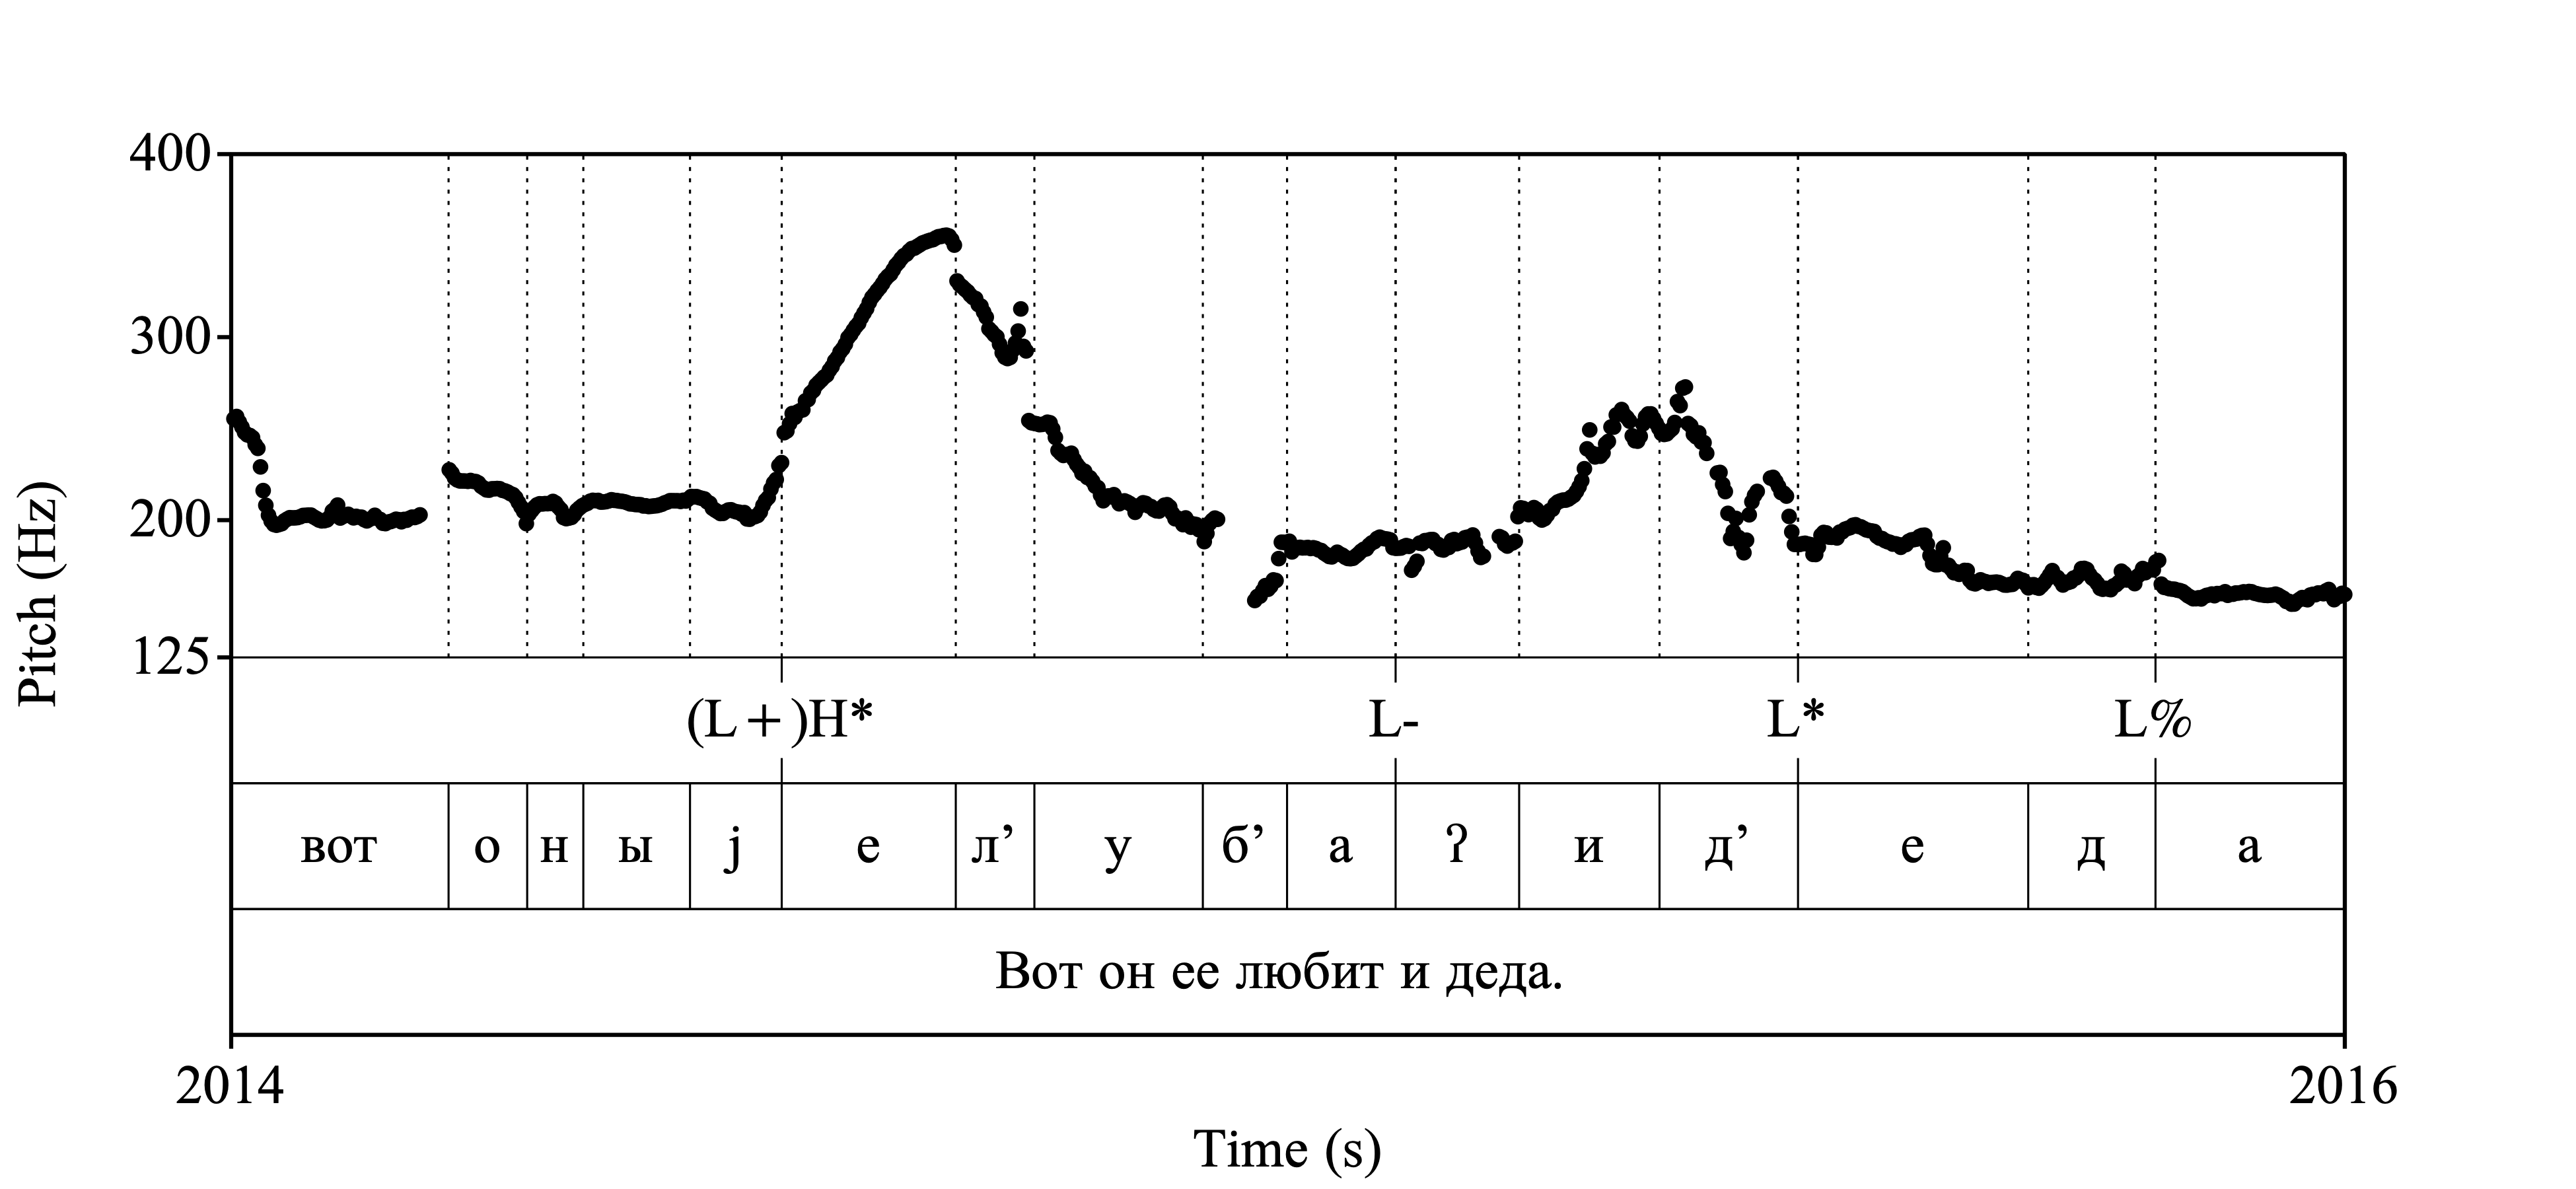 400
300
200
125
Pitch (Hz)
(L+)H* L- L* L%
вот о н ы j е л’ у б’ а ʔ и д’ е д а
Вот он ее любит и деда.
2014 2016
Time (s)